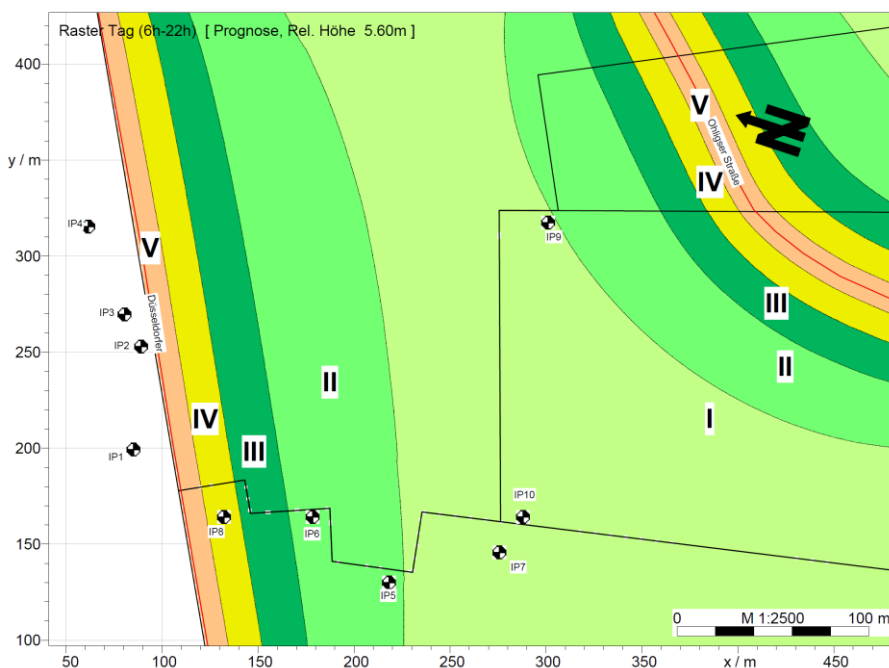 Raster Tag (6h-22h) [ Prognose, Rel. Höhe 5.60m ]
400
y / m
300
250
200
150
100
50
100
150
200
250
300
350
400
450
x / m
V
Ohligser Straße
IV
N
IP4
V
IP9
IP3
Düsseldorfer
IP2
III
II
II
IV
I
III
IP1
IP8
IP6
IP10
IP7
IP5
0 M 1:2500 100 m